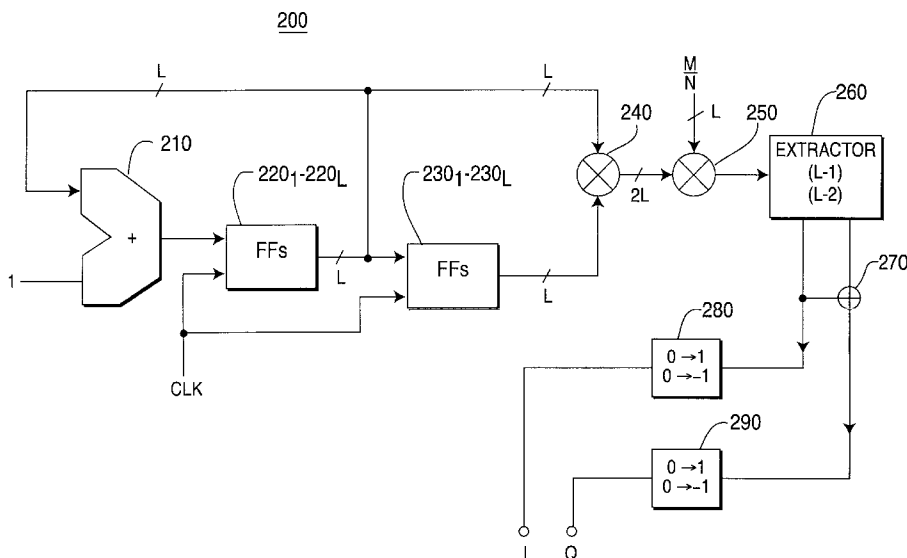 200
L
L
M
N
L
240
250
260
EXTRACTOR
(L-1)
(L-2)
210
+
2201-220L
FFs
L
2301-230L
FFs
L
2L
1
CLK
270
280
0→1
0→-1
290
0→1
0→-1
I
Q